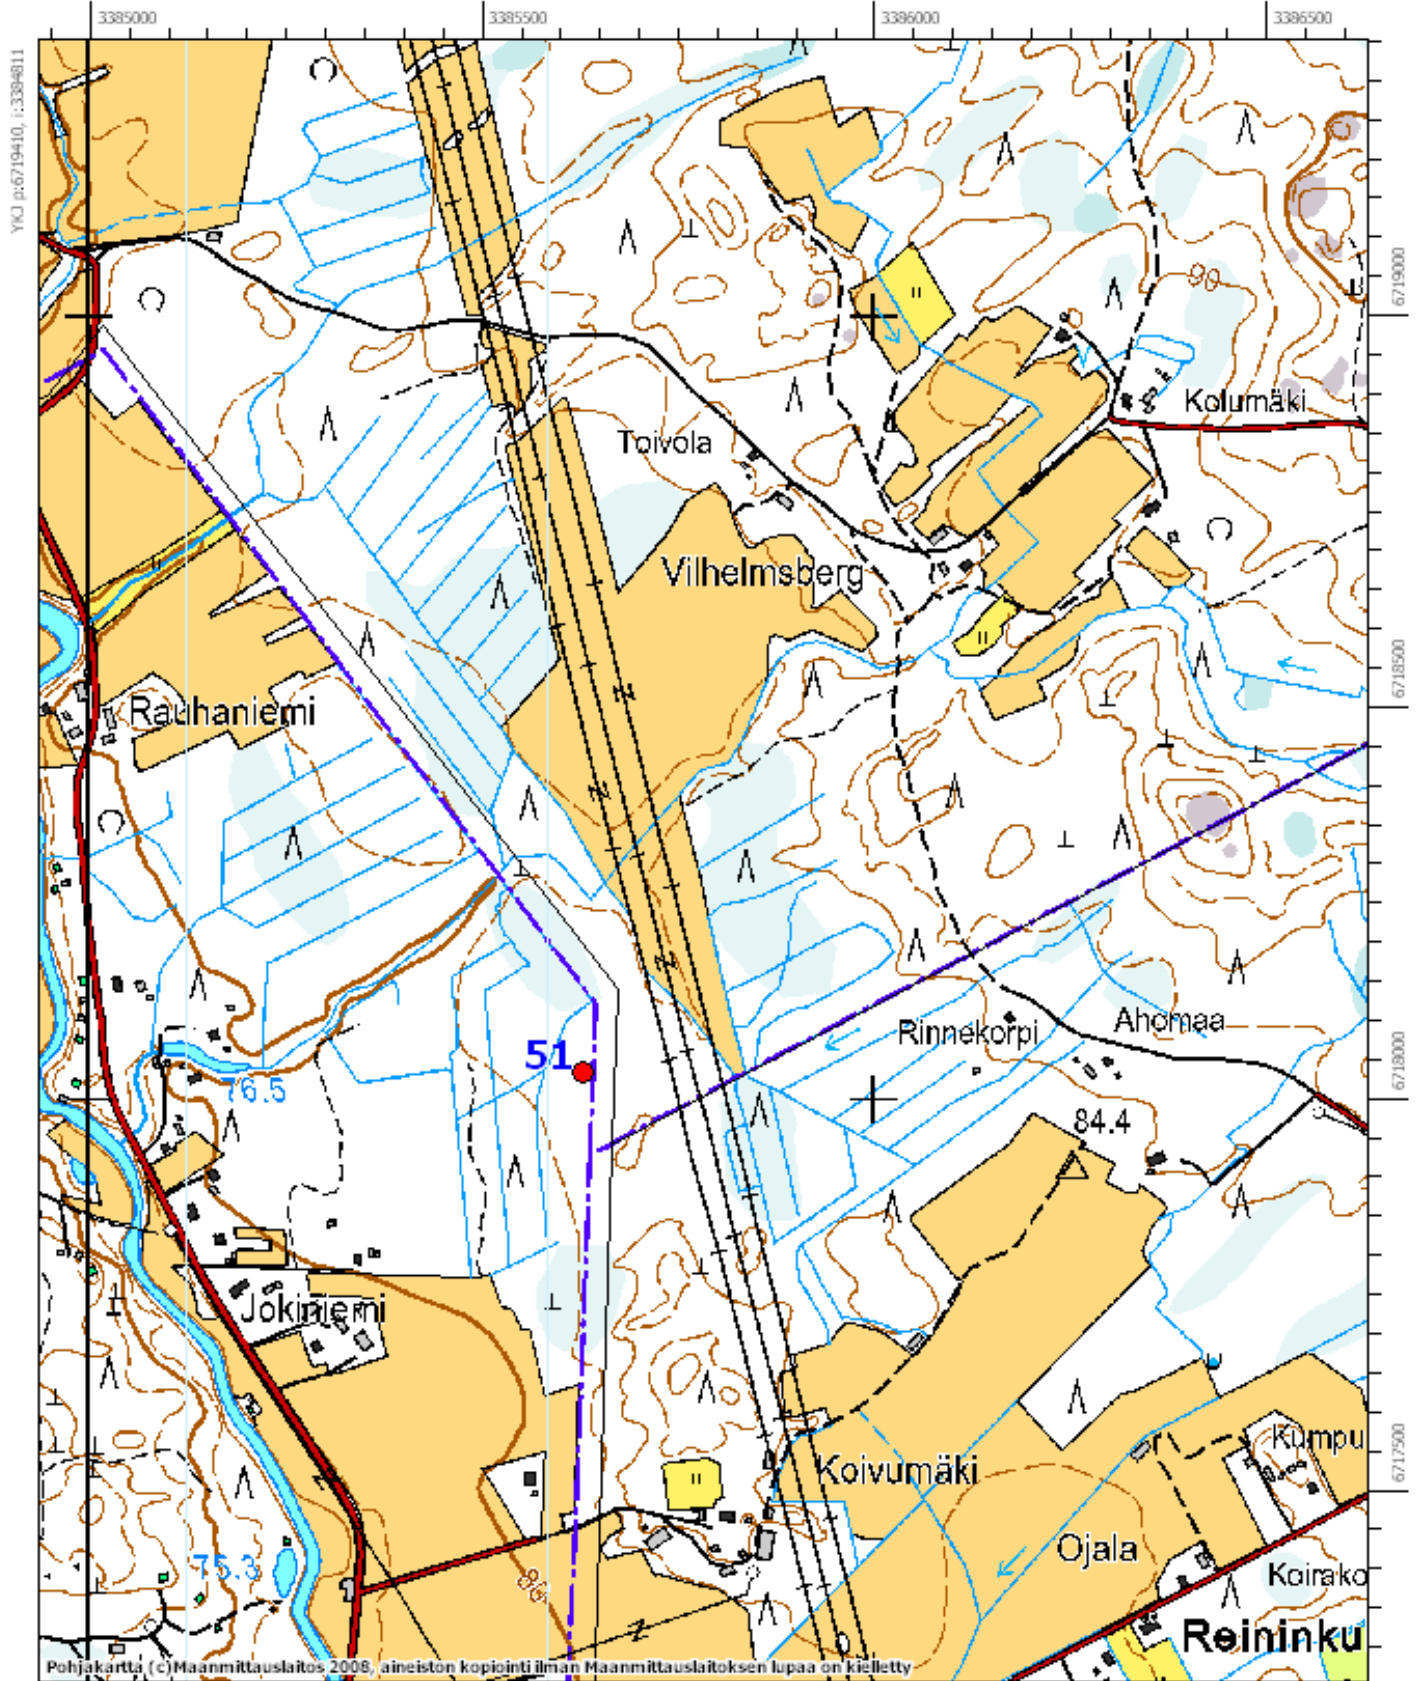 3385000
3385500
3386000
3386500
YKJ p:6719410, i:3384811
6719000
90
Kolumäki
Toivola
Vilhelmsberg
6718500
Rauhaniemi
Rinnekorpi
Ahomaa
51
6718000
76.5
84.4
Jokiniemi
Kumpu
6717500
Koivumäki
Ojala
75.3
80
Koirako
Reininku
Pohjakartta (c)Maanmittauslaitos 2008, aineiston kopiointi ilman Maanmittauslaitoksen lupaa on kielletty